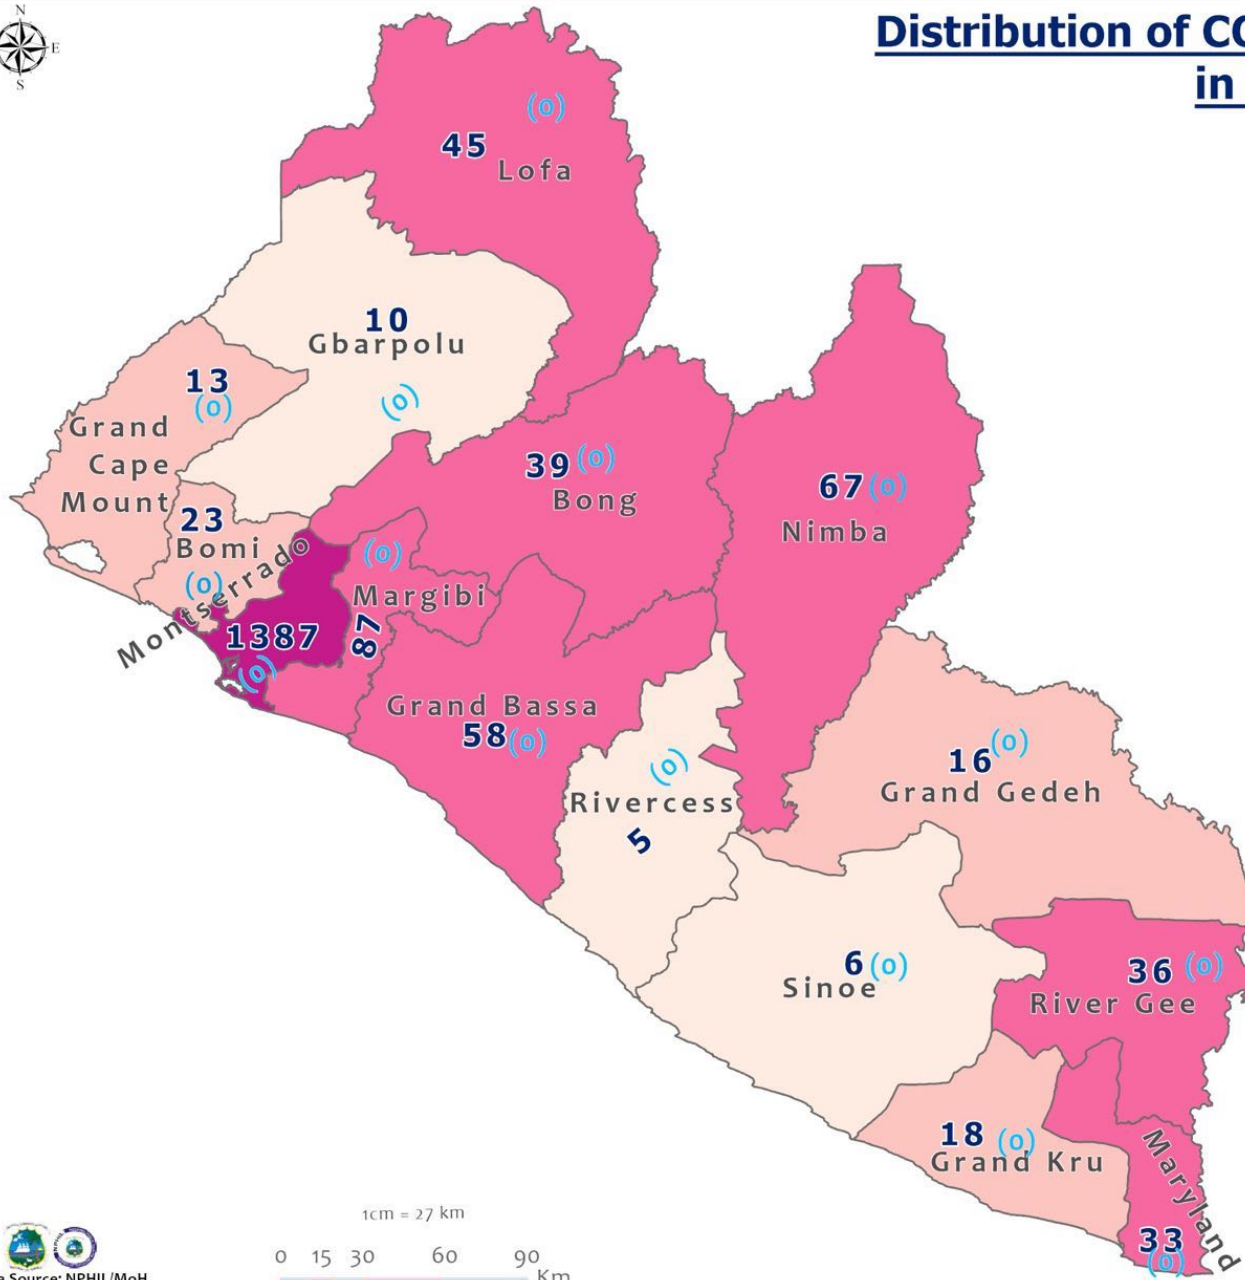 N
E
S
Distribution of CO
in
(0)
45
Lofa
10
Gbarpolu
(0)
13
(0)
Grand
Cape
Mount
39 (0)
Bong
67 (0)
Nimba
23
Bomi
(0)
Montserrado
1387
(0)
(0)
Margibi
87
Grand Bassa
58 (0)
(0)
Rivercess
5
16 (0)
Grand Gedeh
6 (0)
Sinoe
36 (0)
River Gee
18 (0)
Grand Kru
Maryland
33
(0)
1cm = 27 km
0 15 30 60 90
Km
Source: NPHIL/MoH